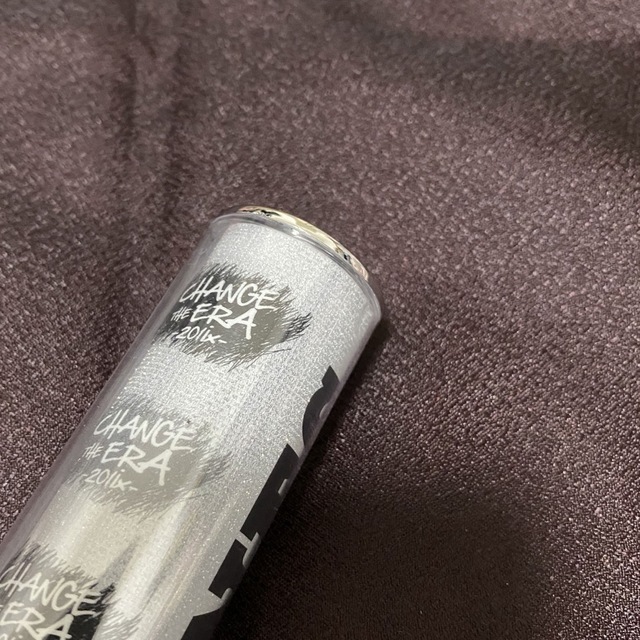 CHANGE
THE ERA
-201ix-
CHANGE
THE ERA
-201ix-
CHANGE
ERA